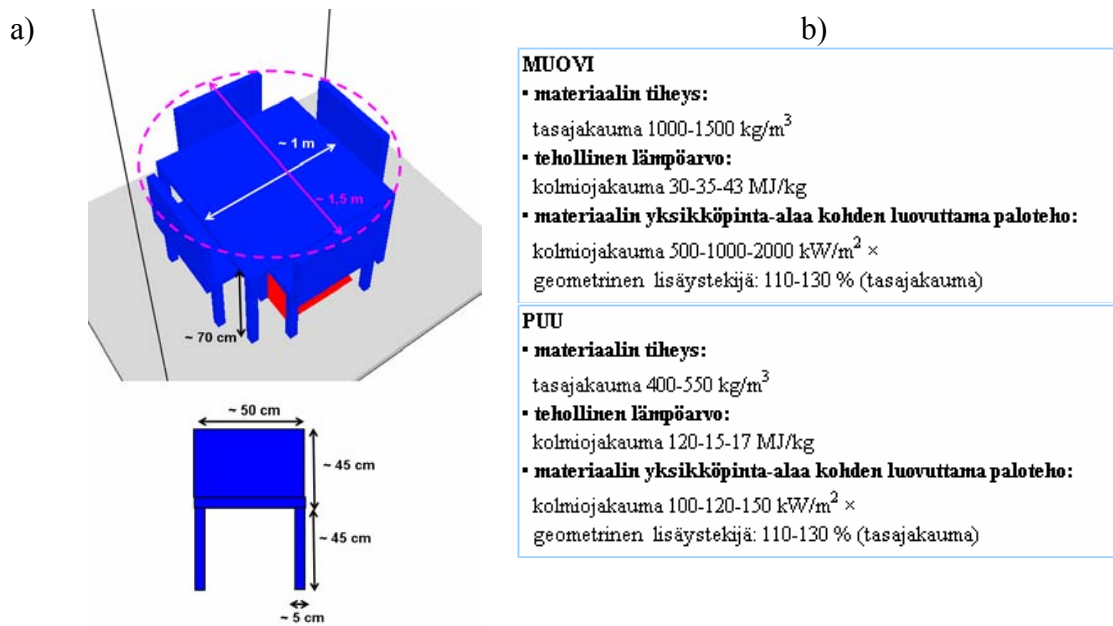 a)
~ 1 m
~ 1,5 m
~ 70 cm
~ 50 cm
~ 45 cm
~ 45 cm
~ 5 cm
b)
MUOVI
▪ materiaalin tiheys:
tasajakauma 1000-1500 kg/m³
▪ tehollinen lämpöarvo:
kolmiojakauma 30-35-43 MJ/kg
▪ materiaalin yksikköpinta-alaa kohden luovuttama paloteho:
kolmiojakauma 500-1000-2000 kW/m² ×
geometrinen lisäystekijä: 110-130 % (tasajakauma)
PUU
▪ materiaalin tiheys:
tasajakauma 400-550 kg/m³
▪ tehollinen lämpöarvo:
kolmiojakauma 120-15-17 MJ/kg
▪ materiaalin yksikköpinta-alaa kohden luovuttama paloteho:
kolmiojakauma 100-120-150 kW/m² ×
geometrinen lisäystekijä: 110-130 % (tasajakauma)